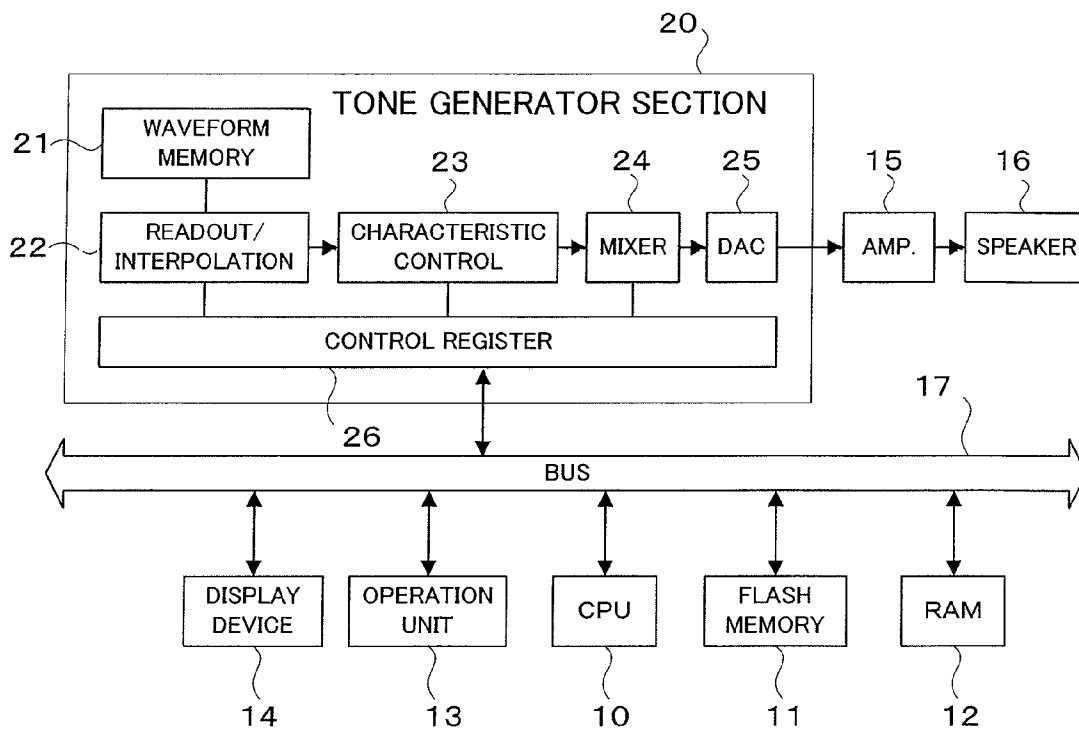 20
TONE GENERATOR SECTION
21
WAVEFORM
MEMORY
23
24
25
15
16
22
READOUT/
INTERPOLATION
CHARACTERISTIC
CONTROL
MIXER
DAC
AMP.
SPEAKER
CONTROL REGISTER
26
17
BUS
DISPLAY
DEVICE
OPERATION
UNIT
CPU
FLASH
MEMORY
RAM
14
13
10
11
12